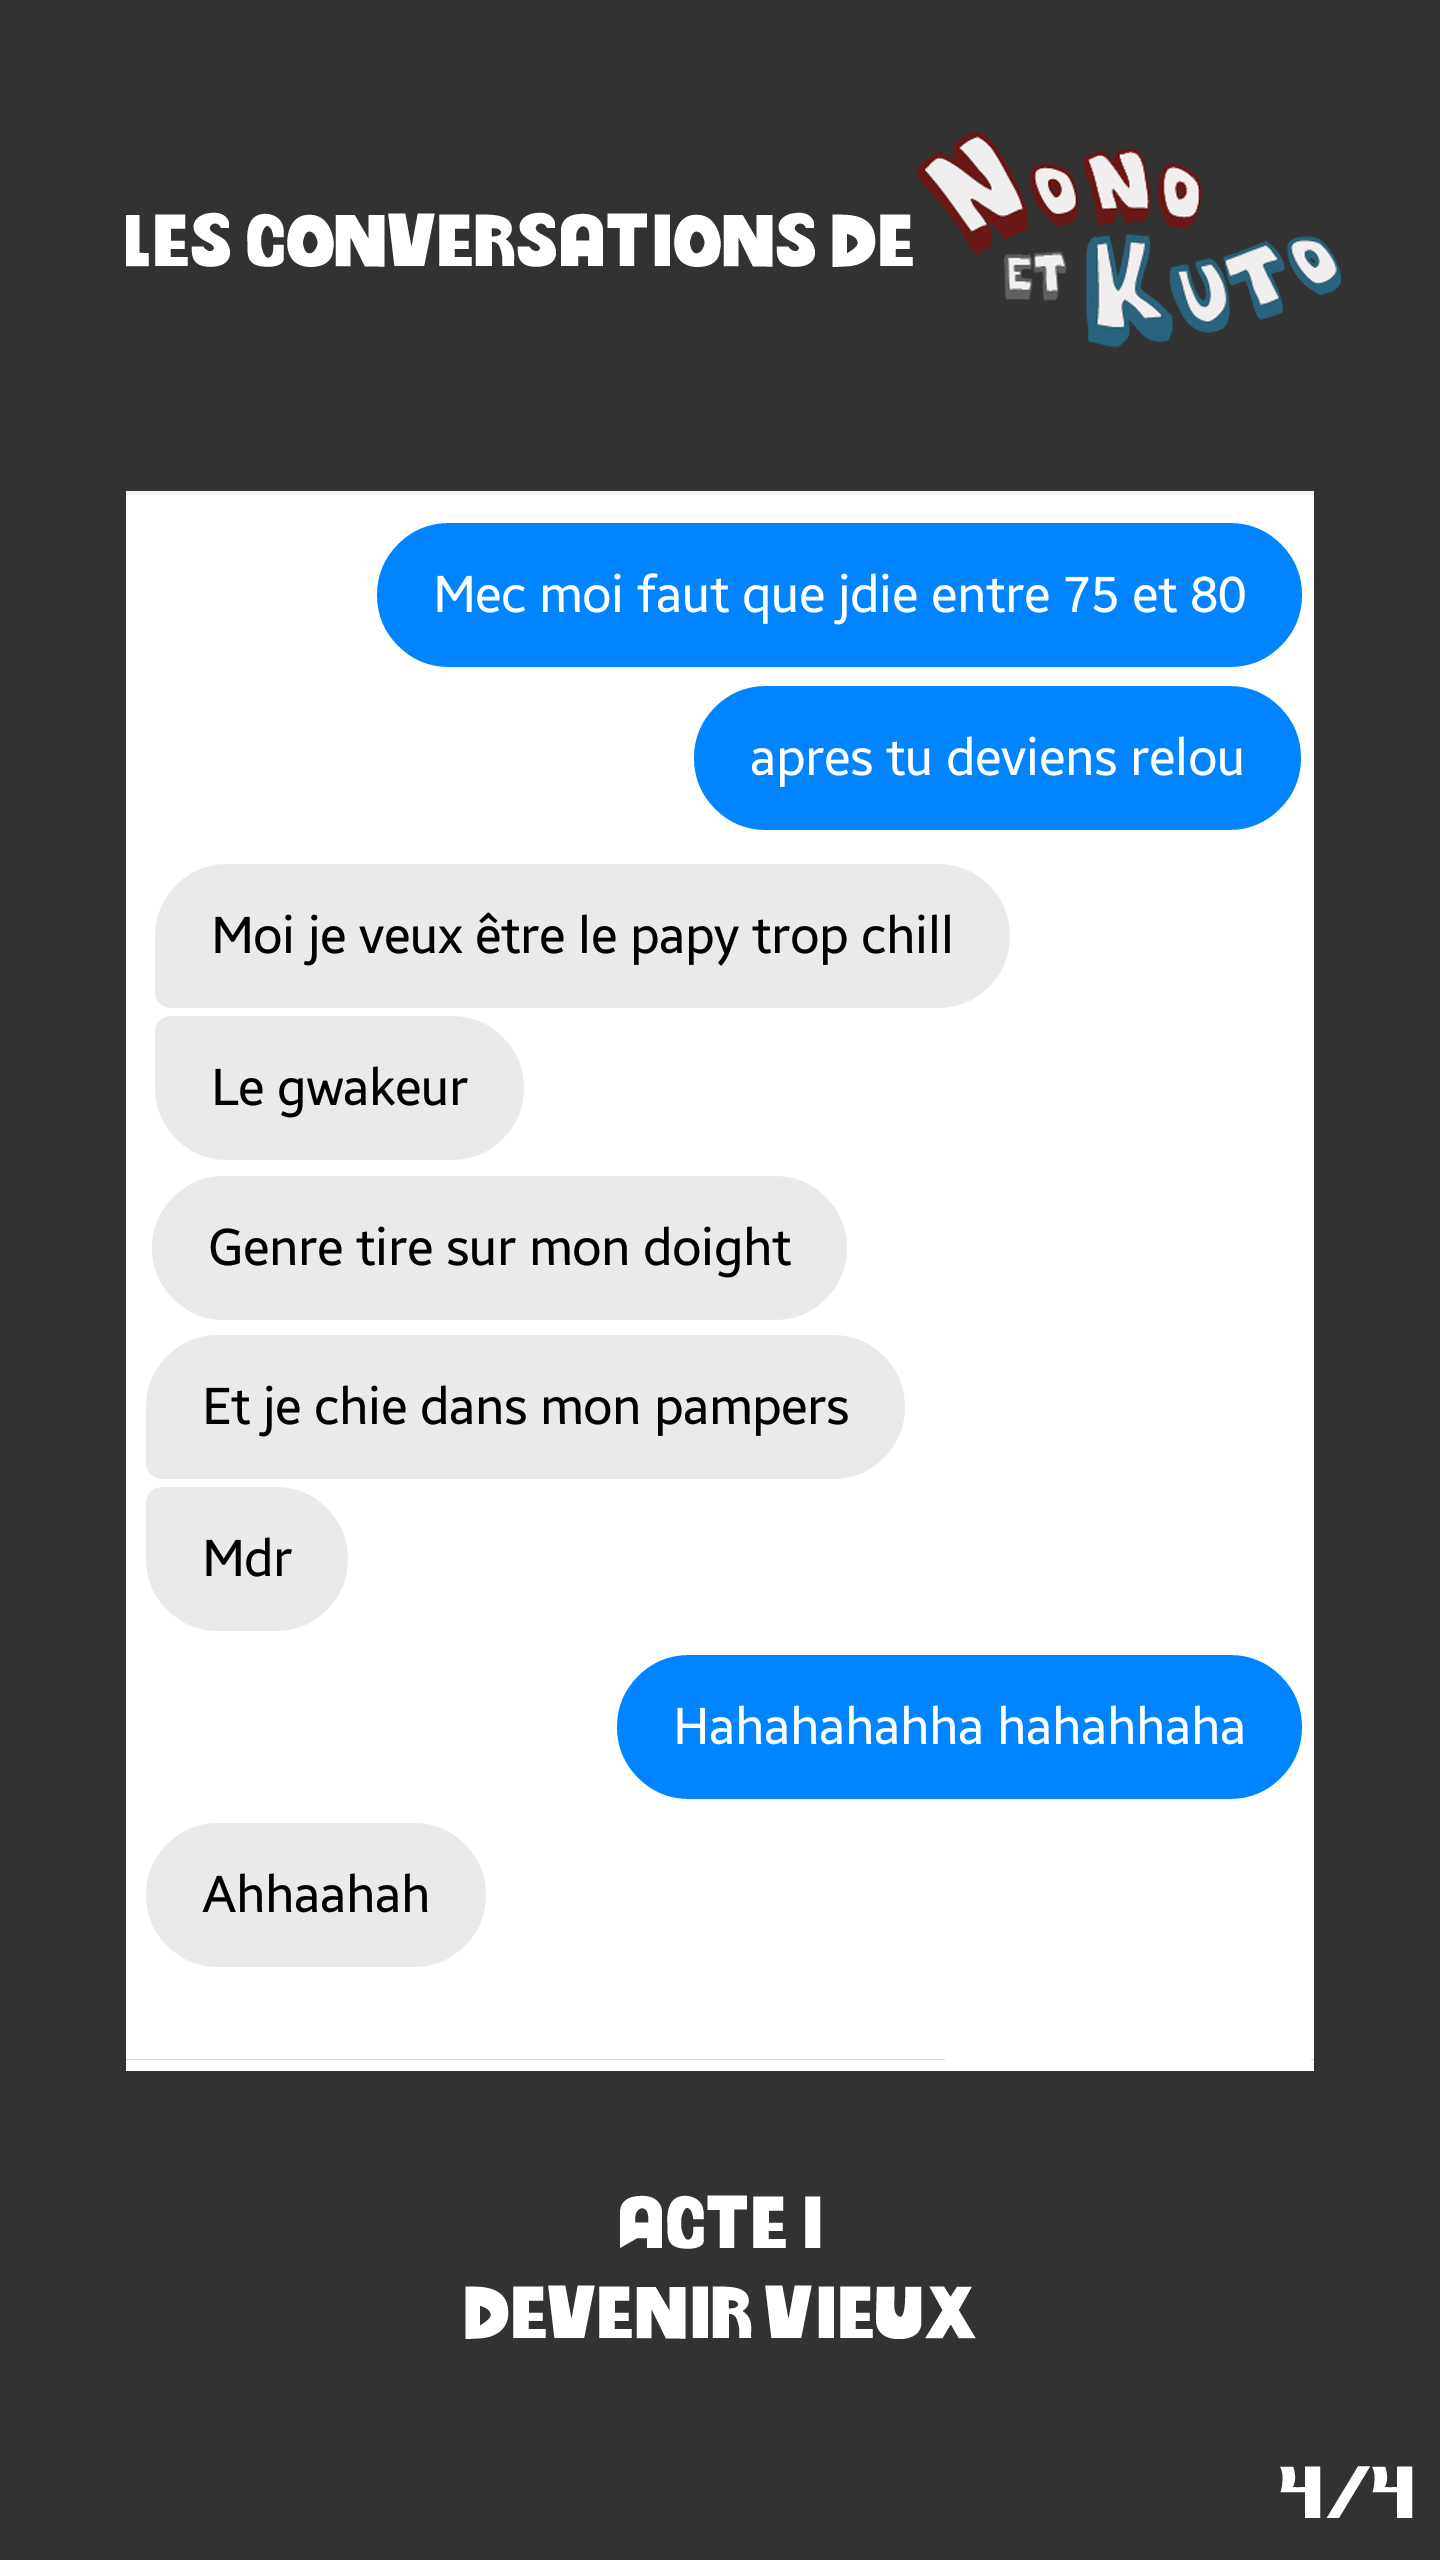 LES CONVERSATIONS DE NONO ET KUTO
Mec moi faut que jdie entre 75 et 80
apres tu deviens relou
Moi je veux être le papy trop chill
Le gwakeur
Genre tire sur mon doight
Et je chie dans mon pampers
Mdr
Hahahahahha hahahhaha
Ahhaahah
ACTE I
DEVENIR VIEUX
4/4